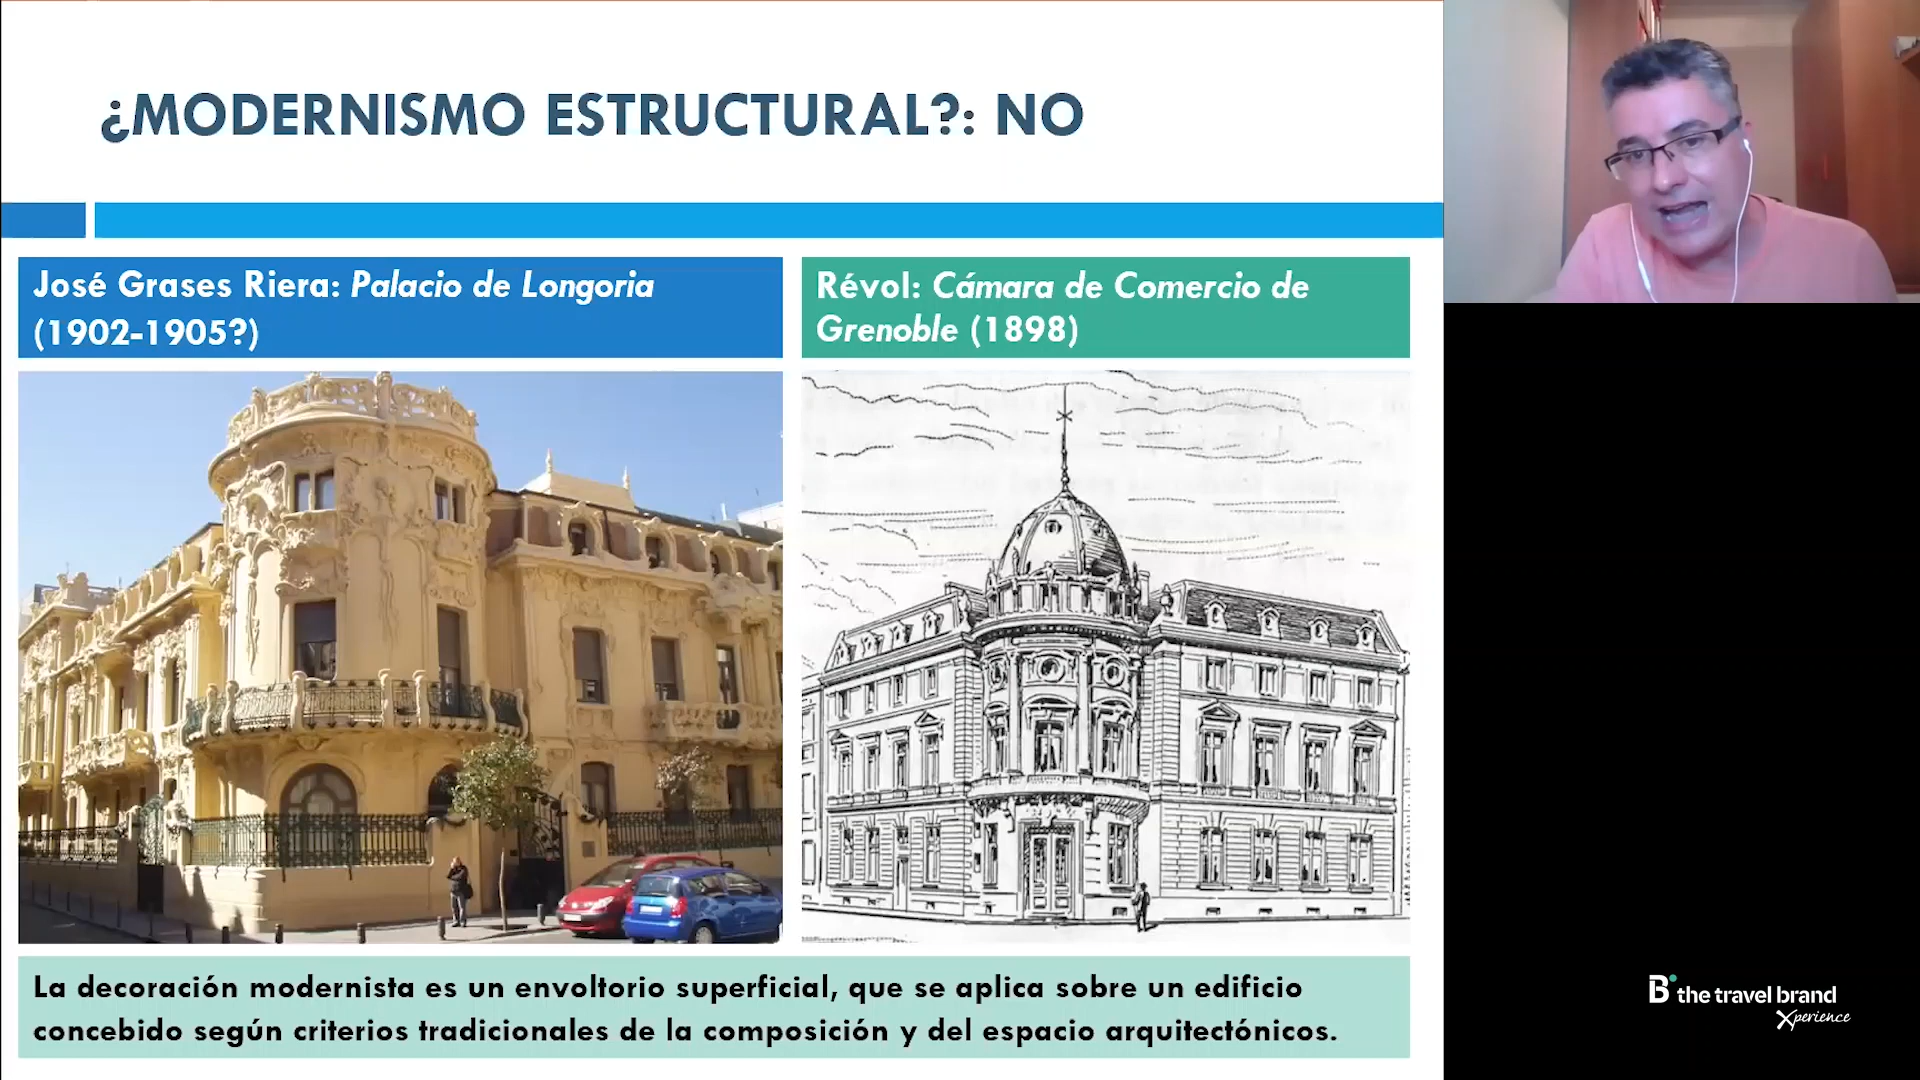 ¿MODERNISMO ESTRUCTURAL?: NO
José Grases Riera: Palacio de Longoria
(1902-1905?)
Révol: Cámara de Comercio de
Grenoble (1898)
La decoración modernista es un envoltorio superficial, que se aplica sobre un edificio
concebido según criterios tradicionales de la composición y del espacio arquitectónicos.
B the travel brand
Xperience